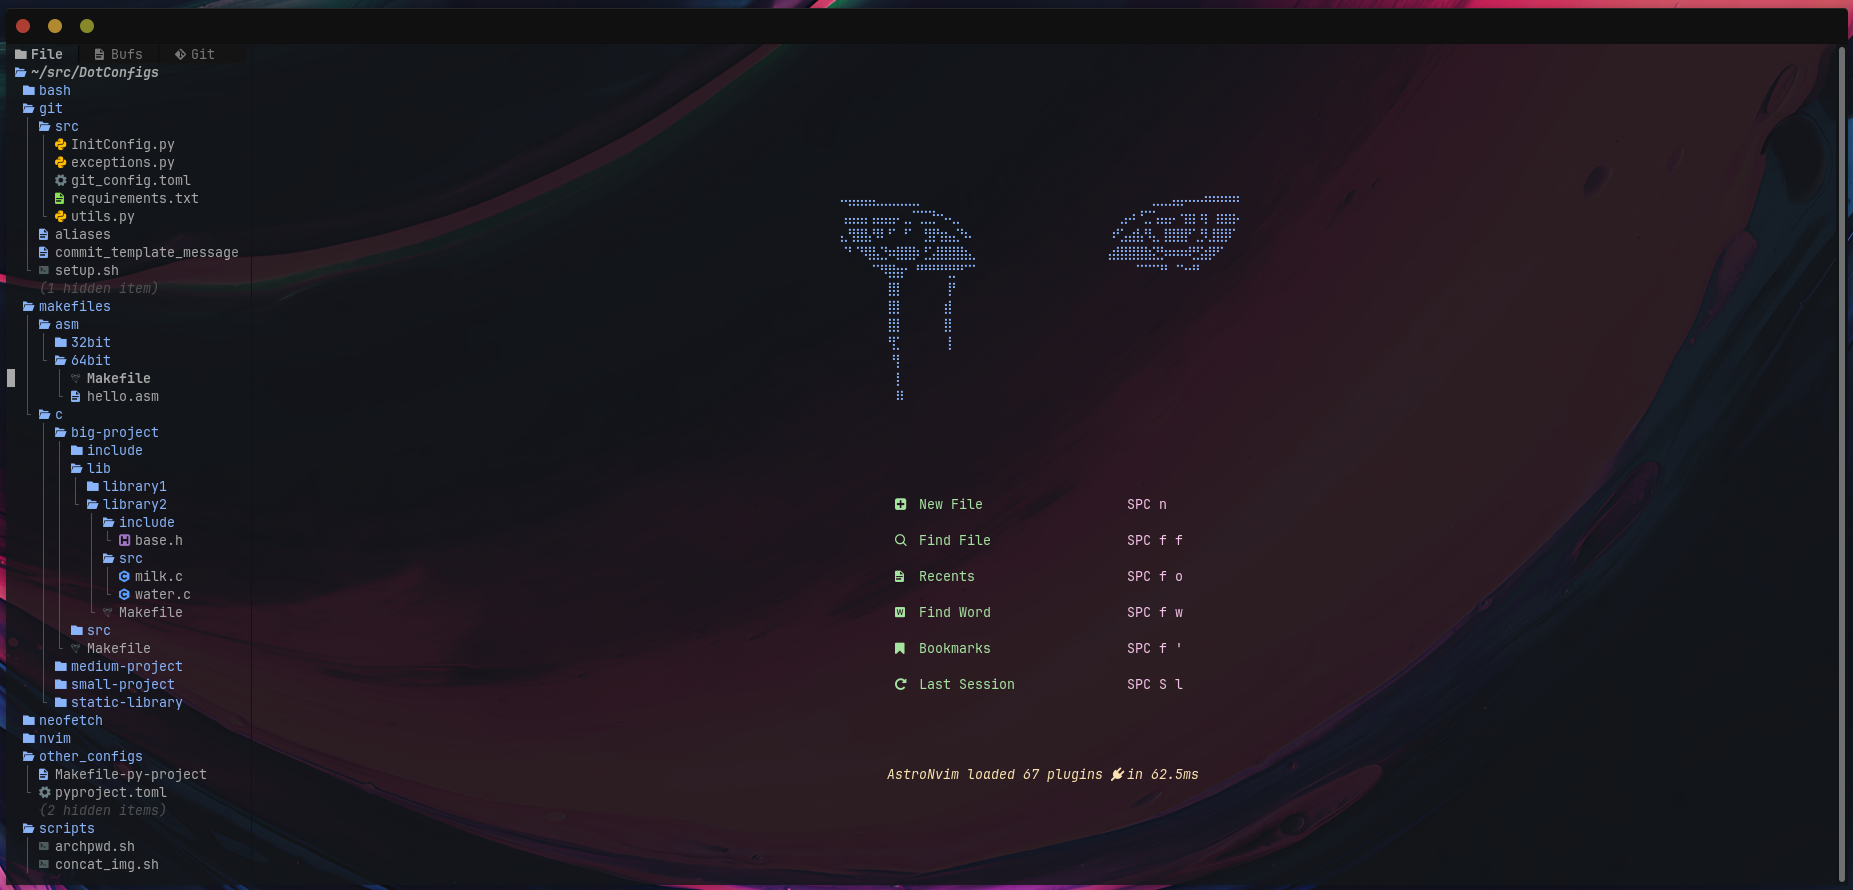 File Bufs Git
~/src/DotConfigs
bash
git
src
InitConfig.py
exceptions.py
git_config.toml
requirements.txt
utils.py
aliases
commit_template_message
setup.sh
(1 hidden item)
makefiles
asm
32bit
64bit
Makefile
hello.asm
c
big-project
include
lib
library1
library2
include
base.h
src
milk.c
water.c
Makefile
src
Makefile
medium-project
small-project
static-library
neofetch
nvim
other_configs
Makefile-py-project
pyproject.toml
(2 hidden items)
scripts
archpwd.sh
concat_img.sh
New File SPC n
Find File SPC f f
Recents SPC f o
Find Word SPC f w
Bookmarks SPC f '
Last Session SPC S l
AstroNvim loaded 67 plugins in 62.5ms